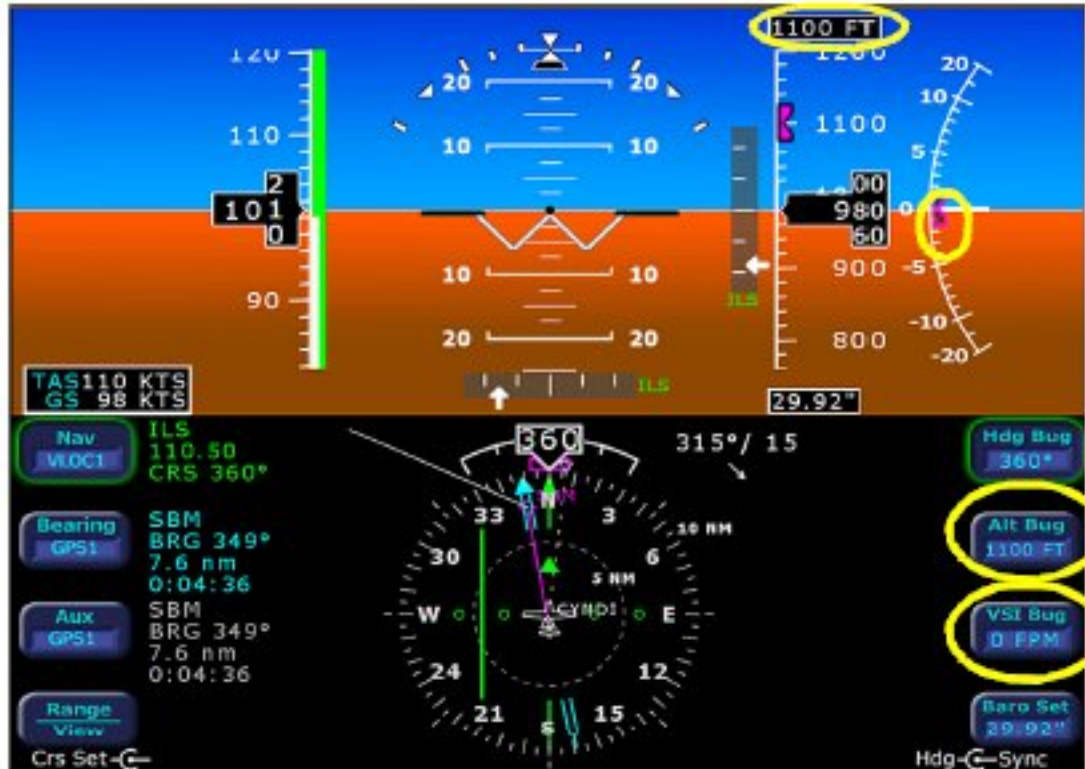 1100 FT
120
1200
20
20
20
110
10
10
1100
10
5
2
101
0
00
980
60
0
10
10
90
900
-5
ILS
20
20
800
-10
-20
TAS 110 KTS
GS 98 KTS
ILS
29.92"
Nav
VLOC1
ILS
110.50
CRS 360°
360
315°/ 15
Hdg Bug
360°
N
33
3
10 NM
Bearing
GPS1
SBM
BRG 349°
7.6 nm
0:04:36
Alt Bug
1100 FT
30
6
5 NM
Aux
GPS1
SBM
BRG 349°
7.6 nm
0:04:36
W
CYNDI
E
VSI Bug
0 FPM
24
12
21
S
15
Range
View
Baro Set
29.92"
Crs Set
Hdg
Sync